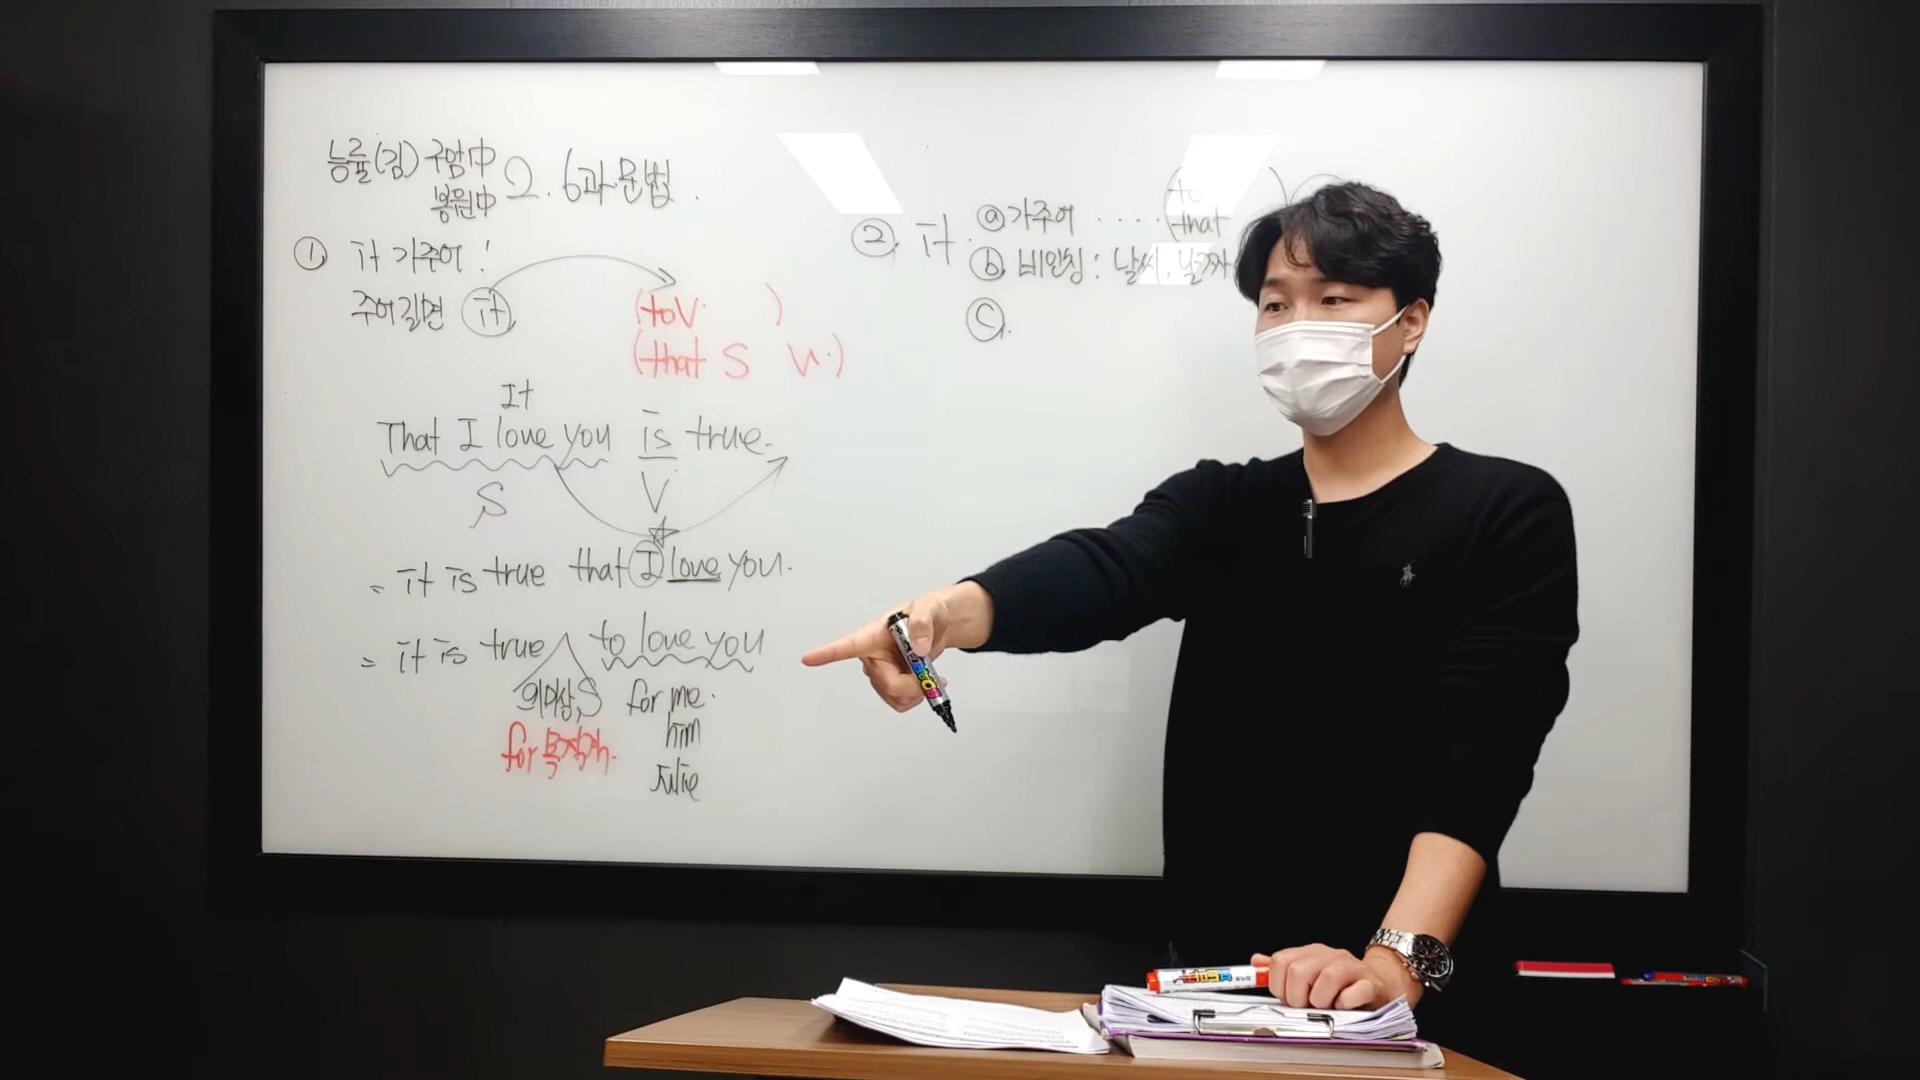 능률(김) 구암中 2. 6과 문법.
봉원中
① it 가주어!
주어 길면 it
(to V. )
(that S V.)
It
That I love you is true.
S V
= it is true that I love you.
= it is true to love you
의미상 S for me.
for 목적격. him
Julie
② it. ⓐ 가주어 ....(to )
(that
ⓑ 비인칭: 날씨, 날짜
ⓒ.